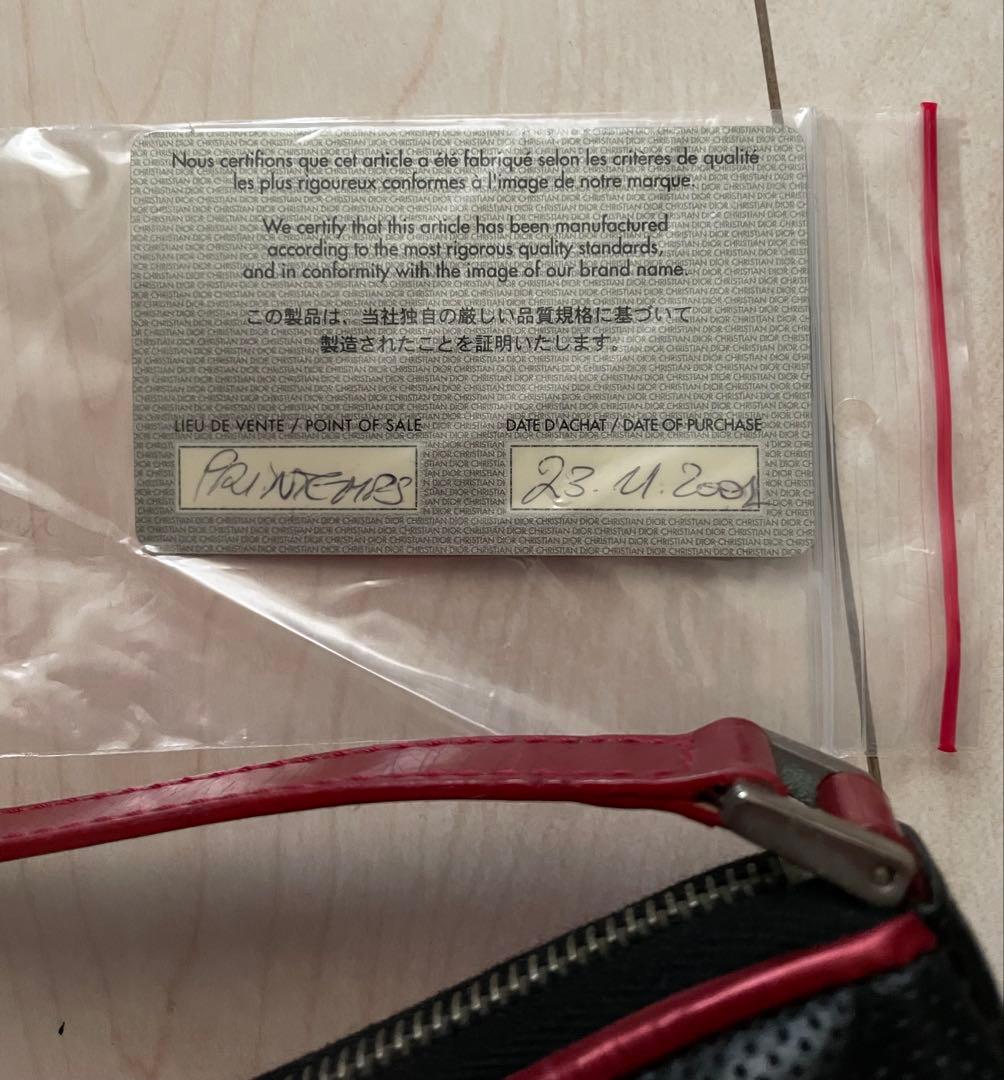 Nous certifions que cet article a été fabriqué selon les critères de qualité
les plus rigoureux conformes à l'image de notre marque.
We certify that this article has been manufactured
according to the most rigorous quality standards,
and in conformity with the image of our brand name.
この製品は、当社独自の厳しい品質規格に基づいて
製造されたことを証明いたします。
LIEU DE VENTE / POINT OF SALE
DATE D'ACHAT / DATE OF PURCHASE
PRINTEMPS
23.11.2001